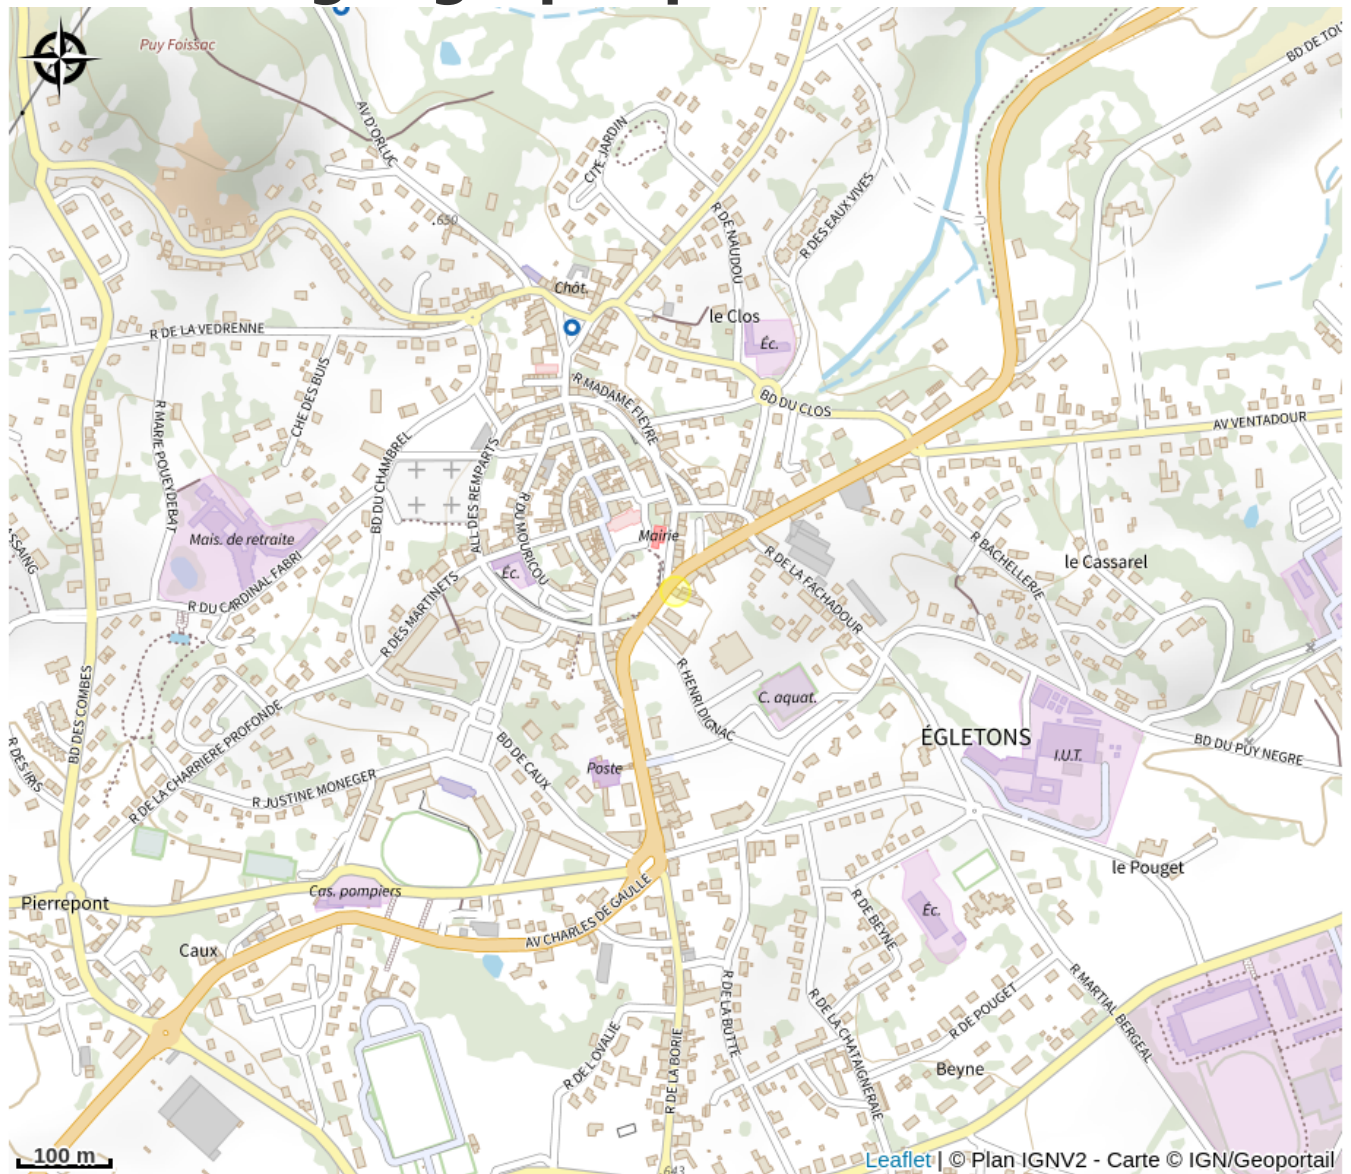 Puy Foissac
BD DE TOU
AV D'ORLUC
CITE JARDIN
R DES EAUX VIVES
R DE NAUDOU
.650
Chât.
le Clos
R DE LA VEDRENNE
Éc.
CHE DES BUIS
R MADAME FIEYRE
BD DU CLOS
AV VENTADOUR
R MARIE POUEYDEBAT
BD DU CHAMBREL
ALL DES REMPARTS
R DU MOURICOU
Mais. de retraite
Mairie
SSAING
R DE LA FACHADOUR
R BACHELLERIE
le Cassarel
Éc.
R DU CARDINAL FABRI
R DES MARTINETS
BD DES COMBES
R HENRI DIGNAC
C. aquat.
R DE LA CHARRIERE PROFONDE
ÉGLETONS
I.U.T.
BD DU PUY NEGRE
R DES IRIS
BD DE CAUX
Poste
R JUSTINE MONEGER
le Pouget
Cas. pompiers
Pierrepont
AV CHARLES DE GAULLE
R DE BEYNE
Éc.
Caux
R DE LA BUTTE
R DE LA CHATAIGNERAIE
R DE POUGET
R MARTIAL BERGEAL
R DE L'OVALIE
R DE LA BORIE
Beyne
100 m
643
Leaflet | © Plan IGNV2 - Carte © IGN/Geoportail